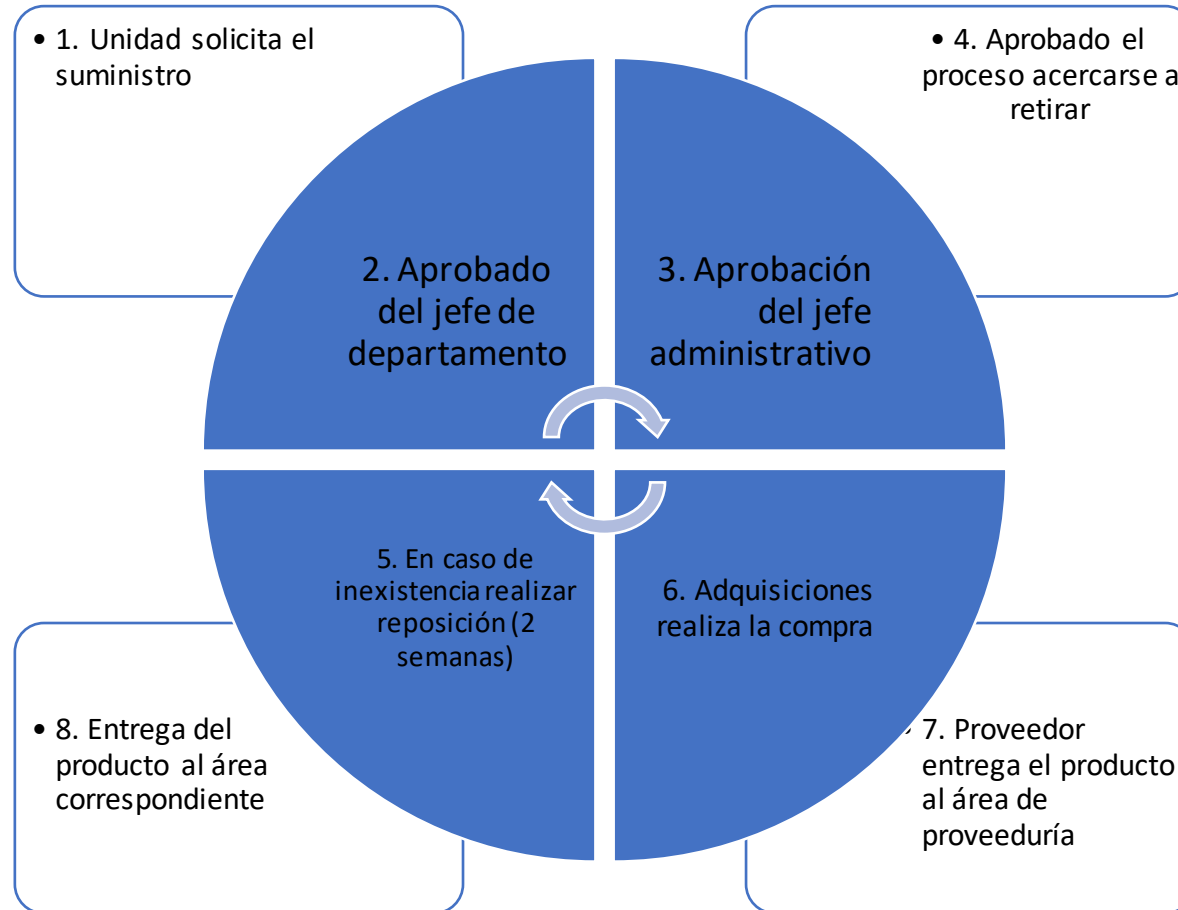 • 1. Unidad solicita el
suministro
• 4. Aprobado el
proceso acercarse a
retirar
2. Aprobado
del jefe de
departamento
3. Aprobación
del jefe
administrativo
5. En caso de
inexistencia realizar
reposición (2
semanas)
6. Adquisiciones
realiza la compra
• 8. Entrega del
producto al área
correspondiente
• 7. Proveedor
entrega el producto
al área de
proveeduría